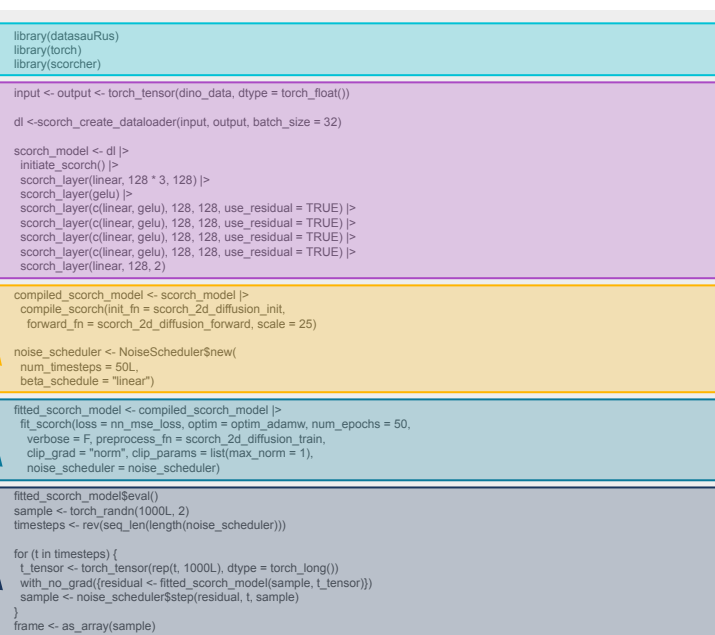 library(datasauRus)
library(torch)
library(scorcher)
input <- output <- torch_tensor(dino_data, dtype = torch_float())
dl <-scorch_create_dataloader(input, output, batch_size = 32)
scorch_model <- dl |>
initiate_scorch() |>
scorch_layer(linear, 128 * 3, 128) |>
scorch_layer(gelu) |>
scorch_layer(c(linear, gelu), 128, 128, use_residual = TRUE) |>
scorch_layer(c(linear, gelu), 128, 128, use_residual = TRUE) |>
scorch_layer(c(linear, gelu), 128, 128, use_residual = TRUE) |>
scorch_layer(c(linear, gelu), 128, 128, use_residual = TRUE) |>
scorch_layer(linear, 128, 2)
compiled_scorch_model <- scorch_model |>
compile_scorch(init_fn = scorch_2d_diffusion_init,
forward_fn = scorch_2d_diffusion_forward, scale = 25)
noise_scheduler <- NoiseScheduler$new(
num_timesteps = 50L,
beta_schedule = "linear")
fitted_scorch_model <- compiled_scorch_model |>
fit_scorch(loss = nn_mse_loss, optim = optim_adamw, num_epochs = 50,
verbose = F, preprocess_fn = scorch_2d_diffusion_train,
clip_grad = "norm", clip_params = list(max_norm = 1),
noise_scheduler = noise_scheduler)
fitted_scorch_model$eval()
sample <- torch_randn(1000L, 2)
timesteps <- rev(seq_len(length(noise_scheduler)))
for (t in timesteps) {
t_tensor <- torch_tensor(rep(t, 1000L), dtype = torch_long())
with_no_grad({residual <- fitted_scorch_model(sample, t_tensor)})
sample <- noise_scheduler$step(residual, t, sample)
}
frame <- as_array(sample)